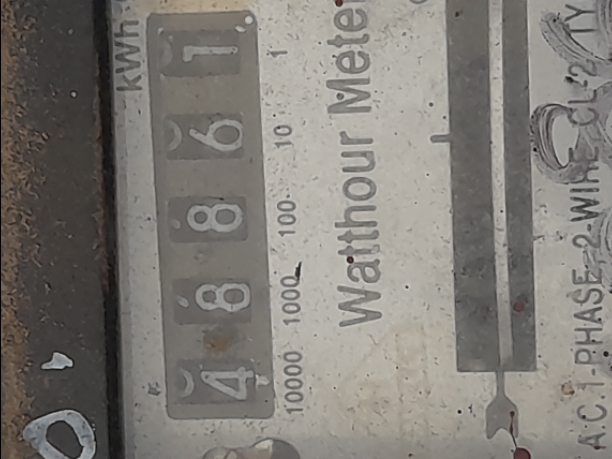 kWh
4 8 8 6 1
10000 1000 100 10 1
Watthour Meter
A.C.1-PHASE-2-WIRE CL-2 TY